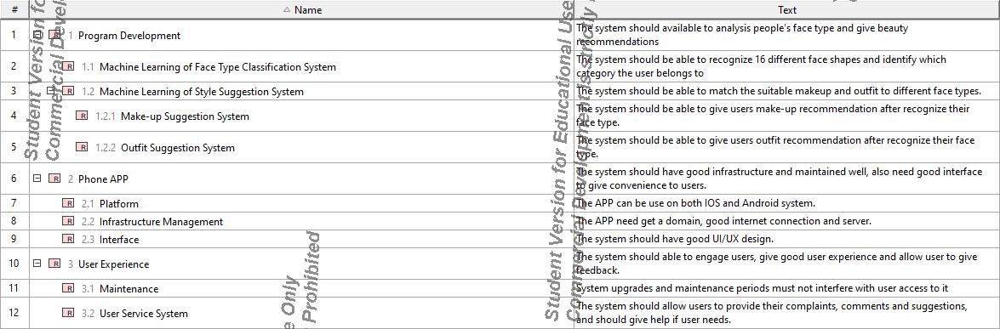 # Name Text
1 R 1 Program Development The system should available to analysis people's face type and give beauty
recommendations
2 R 1.1 Machine Learning of Face Type Classification System The system should be able to recognize 16 different face shapes and identify which
category the user belongs to
3 R 1.2 Machine Learning of Style Suggestion System The system should be able to match the suitable makeup and outfit to different face types.
4 R 1.2.1 Make-up Suggestion System The system should be able to give users make-up recommendation after recognize their
face type.
5 R 1.2.2 Outfit Suggestion System The system should be able to give users outfit recommendation after recognize their face
type.
6 R 2 Phone APP The system should have good infrastructure and maintained well, also need good interface
to give convenience to users.
7 R 2.1 Platform The APP can be use on both IOS and Android system.
8 R 2.2 Infrastructure Management The APP need get a domain, good internet connection and server.
9 R 2.3 Interface The system should have good UI/UX design.
10 R 3 User Experience The system should able to engage users, give good user experience and allow user to give
feedback.
11 R 3.1 Maintenance System upgrades and maintenance periods must not interfere with user access to it
12 R 3.2 User Service System The system should allow users to provide their complaints, comments and suggestions,
and should give help if user needs.
Student Version for
Commercial Devel
Only
Prohibited
Student Version for Educational Use
Commercial Development is strictly